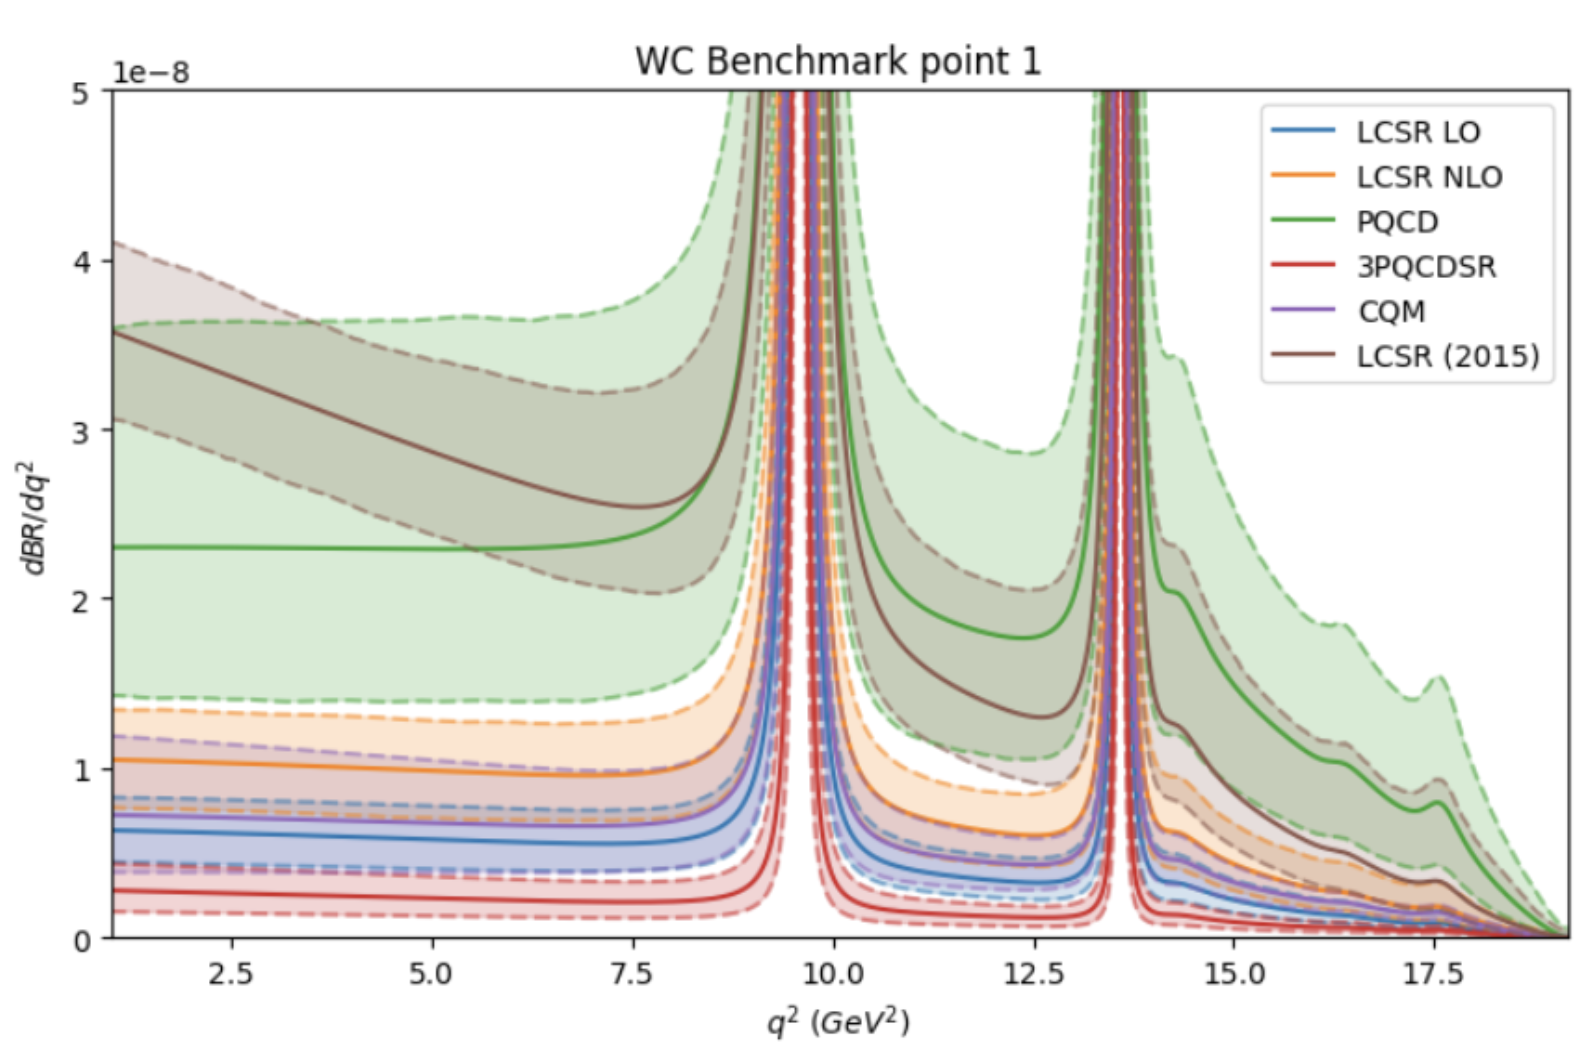 WC Benchmark point 1
1e−8
5
4
3
2
1
0
dBR/dq²
2.5 5.0 7.5 10.0 12.5 15.0 17.5
q² (GeV²)
LCSR LO
LCSR NLO
PQCD
3PQCDSR
CQM
LCSR (2015)